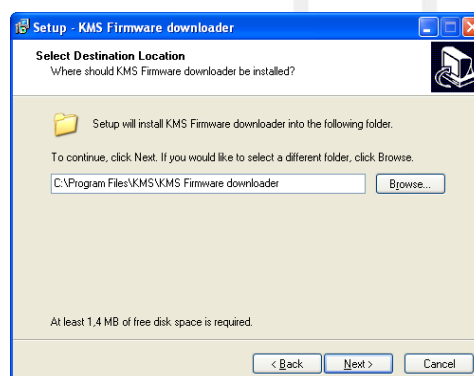 Setup - KMS Firmware downloader
Select Destination Location
Where should KMS Firmware downloader be installed?
Setup will install KMS Firmware downloader into the following folder.
To continue, click Next. If you would like to select a different folder, click Browse.
C:\Program Files\KMS\KMS Firmware downloader
Browse...
At least 1,4 MB of free disk space is required.
< Back Next > Cancel